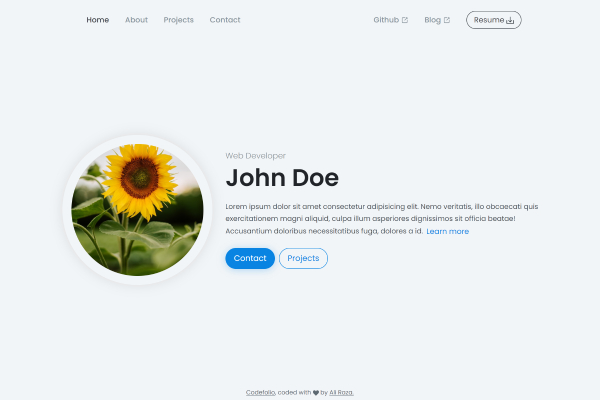 Home About Projects Contact Github Blog Resume
Web Developer
John Doe
Lorem ipsum dolor sit amet consectetur adipisicing elit. Nemo veritatis, illo obcaecati quis
exercitationem magni aliquid, culpa illum asperiores dignissimos sit officia beatae!
Accusantium doloribus necessitatibus fuga, dolores a id. Learn more
Contact Projects
Codefolio, coded with by Ali Raza.